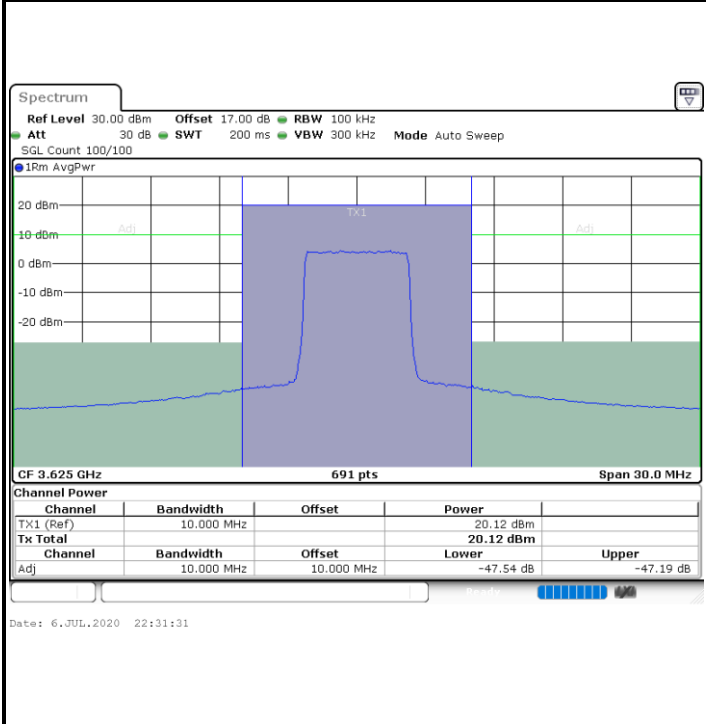 Spectrum
Ref Level 30.00 dBm Offset 17.00 dB RBW 100 kHz
Att 30 dB SWT 200 ms VBW 300 kHz Mode Auto Sweep
SGL Count 100/100
1Rm AvgPwr
20 dBm
TX1
Adj
Adj
10 dBm
0 dBm
-10 dBm
-20 dBm
CF 3.625 GHz 691 pts Span 30.0 MHz
Channel Power
Channel Bandwidth Offset Power
TX1 (Ref) 10.000 MHz 20.12 dBm
Tx Total 20.12 dBm
Channel Bandwidth Offset Lower Upper
Adj 10.000 MHz 10.000 MHz -47.54 dB -47.19 dB
Ready
Date: 6.JUL.2020 22:31:31